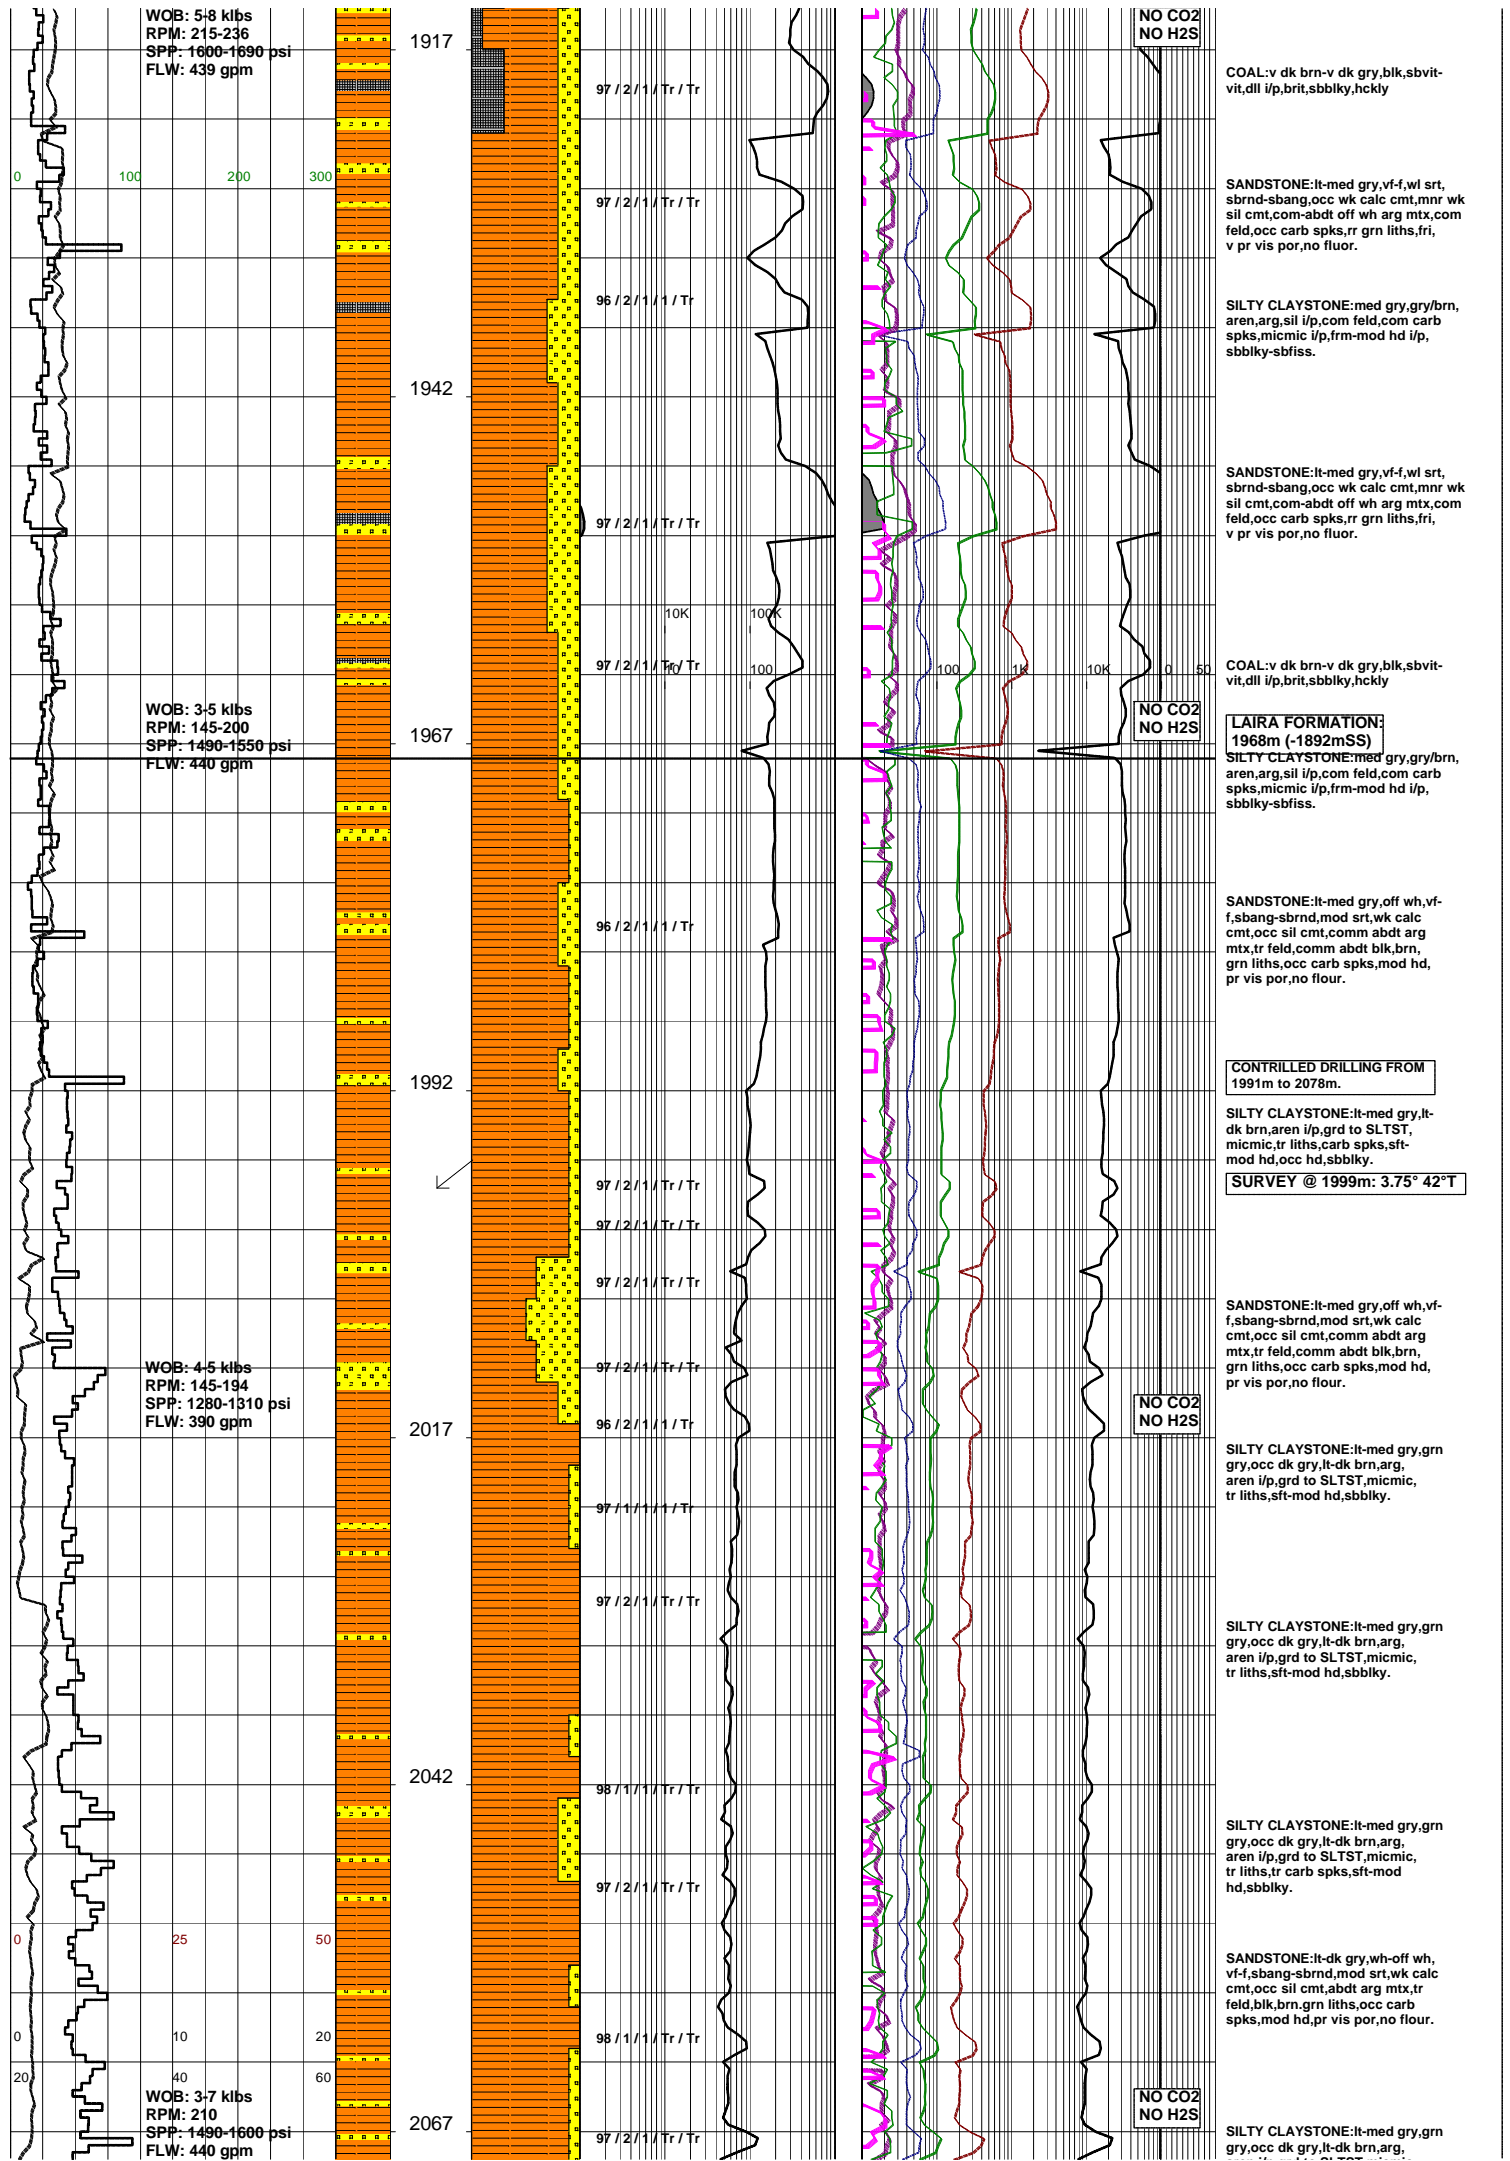 WOB: 5-8 klbs
RPM: 215-236
SPP: 1600-1690 psi
FLW: 439 gpm
1917
NO CO2
NO H2S
COAL:v dk brn-v dk gry,blk,sbvit-
vit,dll i/p,brit,sbblky,hckly
97 / 2 / 1 / Tr / Tr
0 100 200 300
97 / 2 / 1 / Tr / Tr
SANDSTONE:lt-med gry,vf-f,wl srt,
sbrnd-sbang,occ wk calc cmt,mnr wk
sil cmt,com-abdt off wh arg mtx,com
feld,occ carb spks,rr grn liths,fri,
v pr vis por,no fluor.
96 / 2 / 1 / 1 / Tr
SILTY CLAYSTONE:med gry,gry/brn,
aren,arg,sil i/p,com feld,com carb
spks,micmic i/p,frm-mod hd i/p,
sbblky-sbfiss.
1942
SANDSTONE:lt-med gry,vf-f,wl srt,
sbrnd-sbang,occ wk calc cmt,mnr wk
sil cmt,com-abdt off wh arg mtx,com
feld,occ carb spks,rr grn liths,fri,
v pr vis por,no fluor.
97 / 2 / 1 / Tr / Tr
10K 100K
97 / 2 / 1 / Tr / Tr
10 100 100 1K 10K 0 50
COAL:v dk brn-v dk gry,blk,sbvit-
vit,dll i/p,brit,sbblky,hckly
WOB: 3-5 klbs
RPM: 145-200
SPP: 1490-1550 psi
FLW: 440 gpm
1967
NO CO2
NO H2S
LAIRA FORMATION:
1968m (-1892mSS)
SILTY CLAYSTONE:med gry,gry/brn,
aren,arg,sil i/p,com feld,com carb
spks,micmic i/p,frm-mod hd i/p,
sbblky-sbfiss.
96 / 2 / 1 / 1 / Tr
SANDSTONE:lt-med gry,off wh,vf-
f,sbang-sbrnd,mod srt,wk calc
cmt,occ sil cmt,comm abdt arg
mtx,tr feld,comm abdt blk,brn,
grn liths,occ carb spks,mod hd,
pr vis por,no flour.
1992
CONTRILLED DRILLING FROM
1991m to 2078m.
SILTY CLAYSTONE:lt-med gry,lt-
dk brn,aren i/p,grd to SLTST,
micmic,tr liths,carb spks,sft-
mod hd,occ hd,sbblky.
SURVEY @ 1999m: 3.75° 42°T
97 / 2 / 1 / Tr / Tr
97 / 2 / 1 / Tr / Tr
97 / 2 / 1 / Tr / Tr
SANDSTONE:lt-med gry,off wh,vf-
f,sbang-sbrnd,mod srt,wk calc
cmt,occ sil cmt,comm abdt arg
mtx,tr feld,comm abdt blk,brn,
grn liths,occ carb spks,mod hd,
pr vis por,no flour.
97 / 2 / 1 / Tr / Tr
WOB: 4-5 klbs
RPM: 145-194
SPP: 1280-1310 psi
FLW: 390 gpm
96 / 2 / 1 / 1 / Tr
2017
NO CO2
NO H2S
SILTY CLAYSTONE:lt-med gry,grn
gry,occ dk gry,lt-dk brn,arg,
aren i/p,grd to SLTST,micmic,
tr liths,sft-mod hd,sbblky.
97 / 1 / 1 / 1 / Tr
97 / 2 / 1 / Tr / Tr
SILTY CLAYSTONE:lt-med gry,grn
gry,occ dk gry,lt-dk brn,arg,
aren i/p,grd to SLTST,micmic,
tr liths,sft-mod hd,sbblky.
2042
98 / 1 / 1 / Tr / Tr
SILTY CLAYSTONE:lt-med gry,grn
gry,occ dk gry,lt-dk brn,arg,
aren i/p,grd to SLTST,micmic,
tr liths,tr carb spks,sft-mod
hd,sbblky.
97 / 2 / 1 / Tr / Tr
0 25 50
SANDSTONE:lt-dk gry,wh-off wh,
vf-f,sbang-sbrnd,mod srt,wk calc
cmt,occ sil cmt,abdt arg mtx,tr
feld,blk,brn.grn liths,occ carb
spks,mod hd,pr vis por,no flour.
0 10 20
98 / 1 / 1 / Tr / Tr
20 40 60
WOB: 3-7 klbs
RPM: 210
SPP: 1490-1600 psi
FLW: 440 gpm
2067
97 / 2 / 1 / Tr / Tr
NO CO2
NO H2S
SILTY CLAYSTONE:lt-med gry,grn
gry,occ dk gry,lt-dk brn,arg,